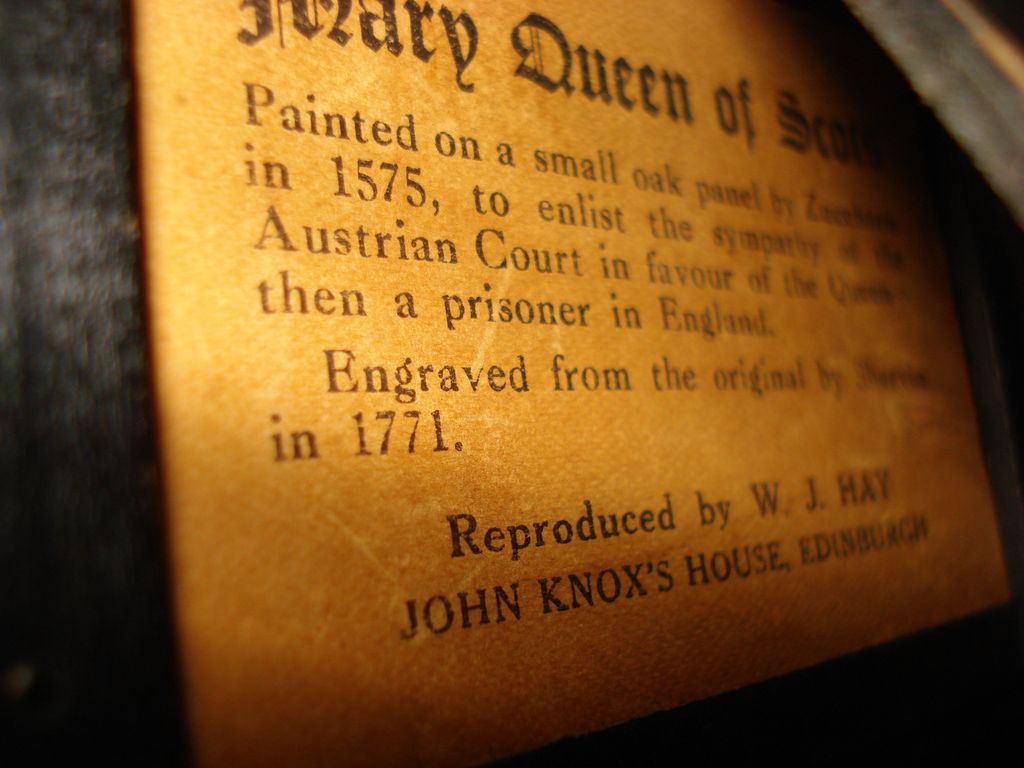 Mary Queen of Scots
Painted on a small oak panel by
in 1575, to enlist the sympathy of the
Austrian Court in favour of the Queen
then a prisoner in England.
Engraved from the original by
in 1771.
Reproduced by W. J. HAY
JOHN KNOX'S HOUSE, EDINBURGH